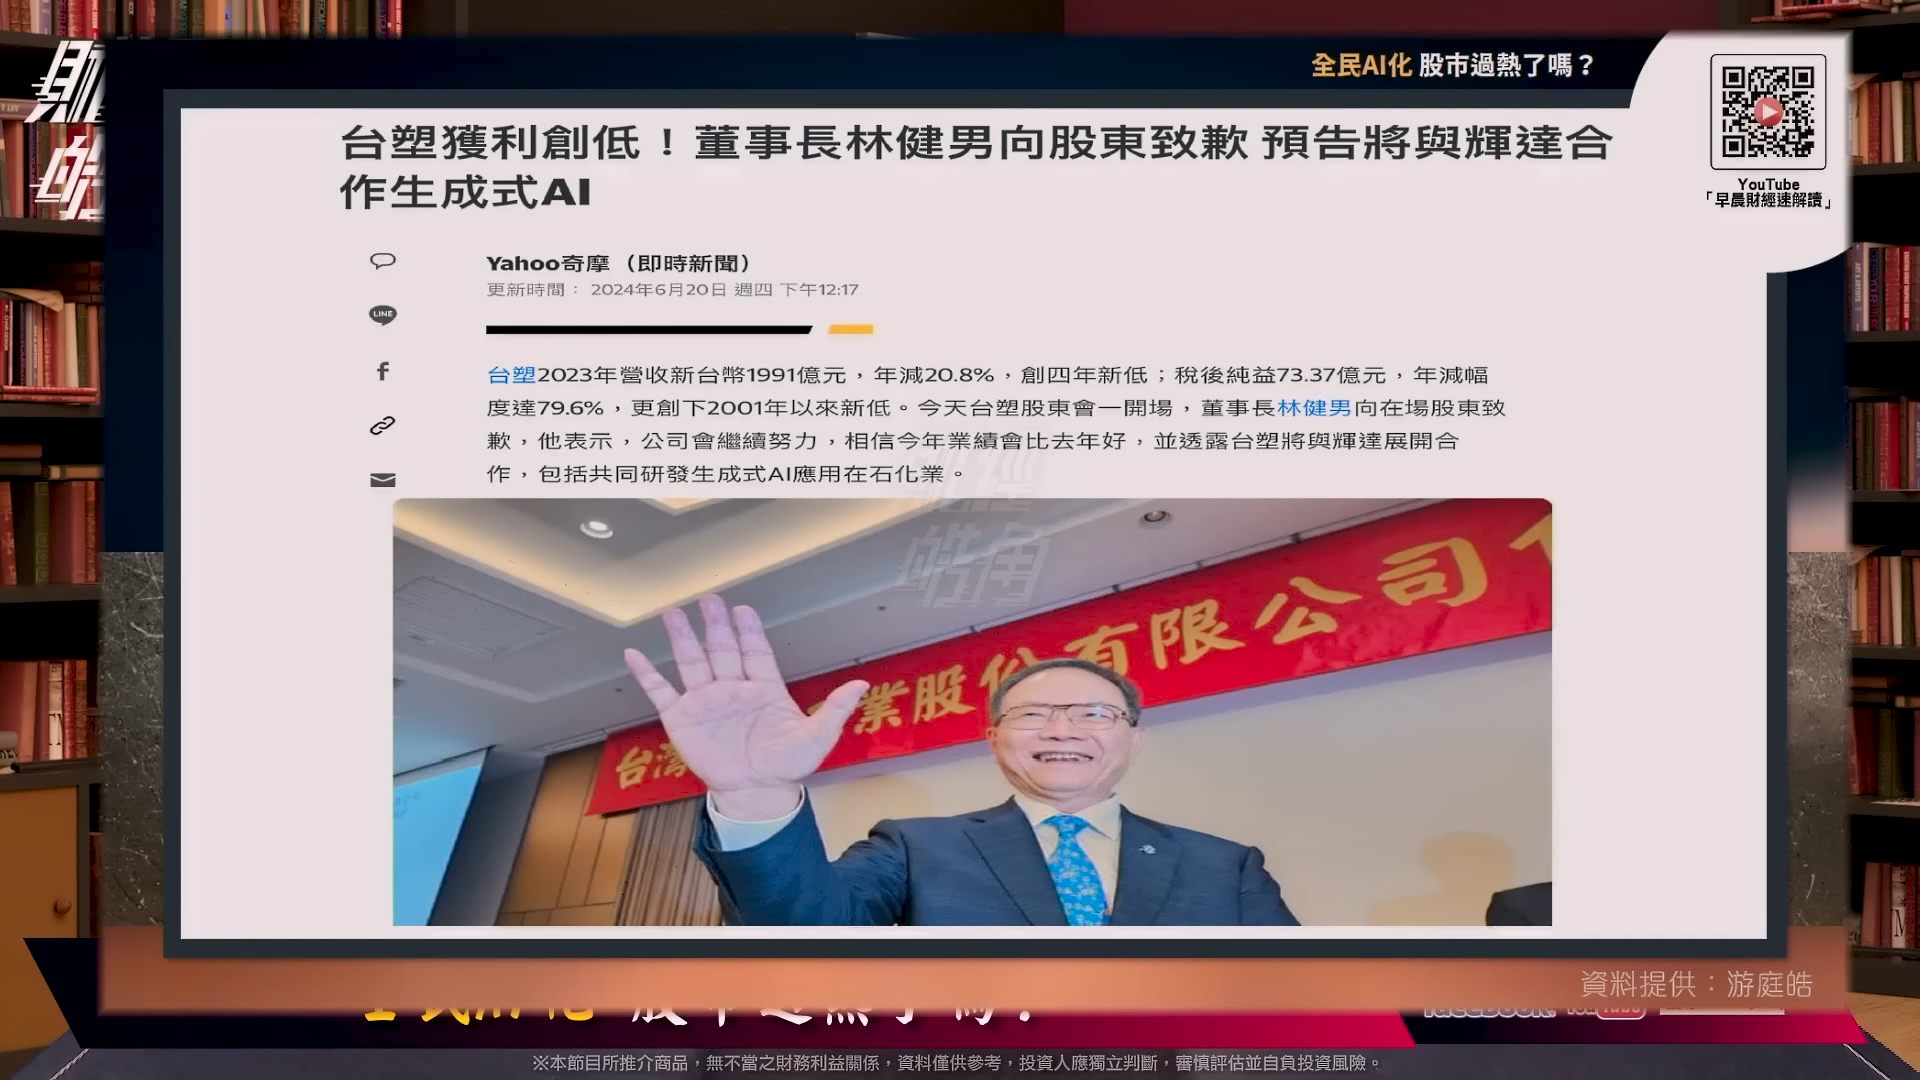 全民AI化 股市過熱了嗎？
台塑獲利創低！董事長林健男向股東致歉 預告將與輝達合
作生成式AI
YouTube
「早晨財經速解讀」
Yahoo奇摩（即時新聞）
更新時間： 2024年6月20日 週四 下午12:17
LINE
台塑2023年營收新台幣1991億元，年減20.8%，創四年新低；稅後純益73.37億元，年減幅
度達79.6%，更創下2001年以來新低。今天台塑股東會一開場，董事長林健男向在場股東致
歉，他表示，公司會繼續努力，相信今年業績會比去年好，並透露台塑將與輝達展開合
作，包括共同研發生成式AI應用在石化業。
財經
皓角
台灣 業股份有限公司
資料提供：游庭皓
※本節目所推介商品，無不當之財務利益關係，資料僅供參考，投資人應獨立判斷，審慎評估並自負投資風險。